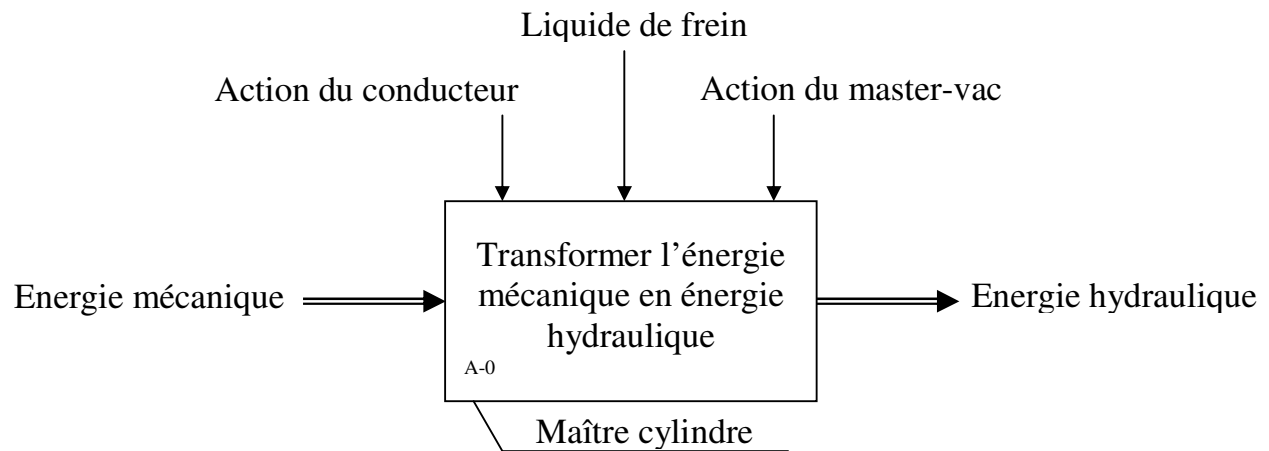 Liquide de frein
Action du conducteur
Action du master-vac
Transformer l'énergie
mécanique en énergie
hydraulique
Energie mécanique
Energie hydraulique
A-0
Maître cylindre